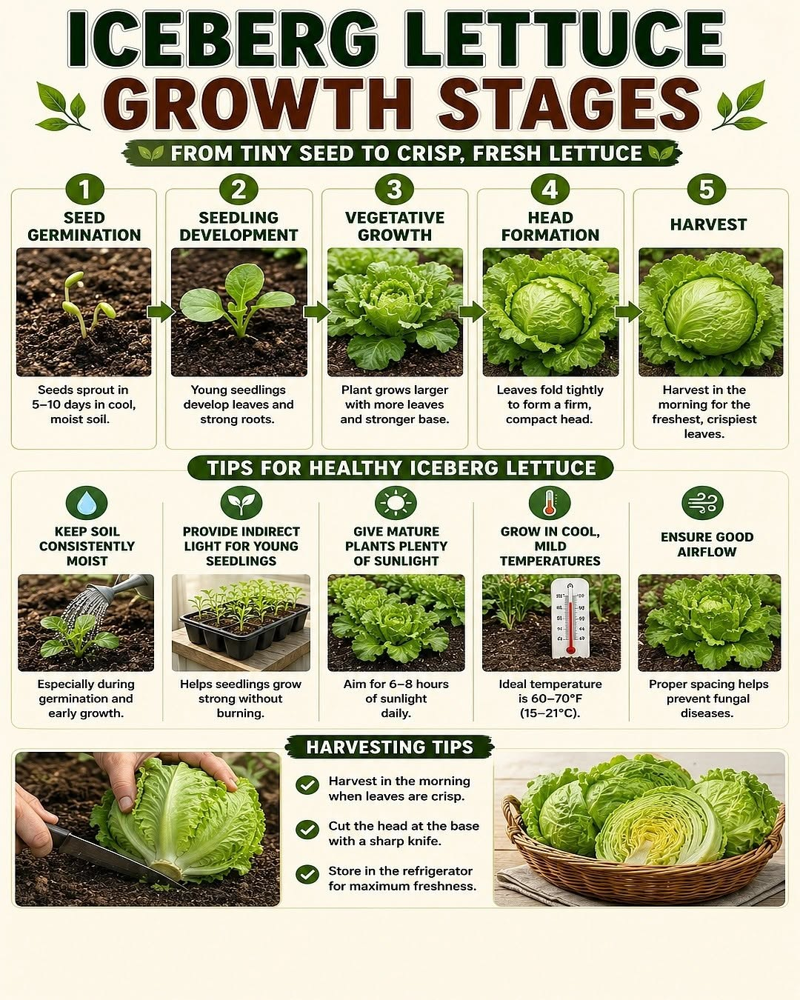 ICEBERG LETTUCE
GROWTH STAGES
FROM TINY SEED TO CRISP, FRESH LETTUCE
1
SEED
GERMINATION
Seeds sprout in
5–10 days in cool,
moist soil.
2
SEEDLING
DEVELOPMENT
Young seedlings
develop leaves and
strong roots.
3
VEGETATIVE
GROWTH
Plant grows larger
with more leaves
and stronger base.
4
HEAD
FORMATION
Leaves fold tightly
to form a firm,
compact head.
5
HARVEST
Harvest in the
morning for the
freshest, crispiest
leaves.
TIPS FOR HEALTHY ICEBERG LETTUCE
KEEP SOIL
CONSISTENTLY
MOIST
Especially during
germination and
early growth.
PROVIDE INDIRECT
LIGHT FOR YOUNG
SEEDLINGS
Helps seedlings grow
strong without
burning.
GIVE MATURE
PLANTS PLENTY
OF SUNLIGHT
Aim for 6–8 hours
of sunlight
daily.
GROW IN COOL,
MILD
TEMPERATURES
Ideal temperature
is 60–70°F
(15–21°C).
ENSURE GOOD
AIRFLOW
Proper spacing helps
prevent fungal
diseases.
HARVESTING TIPS
Harvest in the morning
when leaves are crisp.
Cut the head at the base
with a sharp knife.
Store in the refrigerator
for maximum freshness.